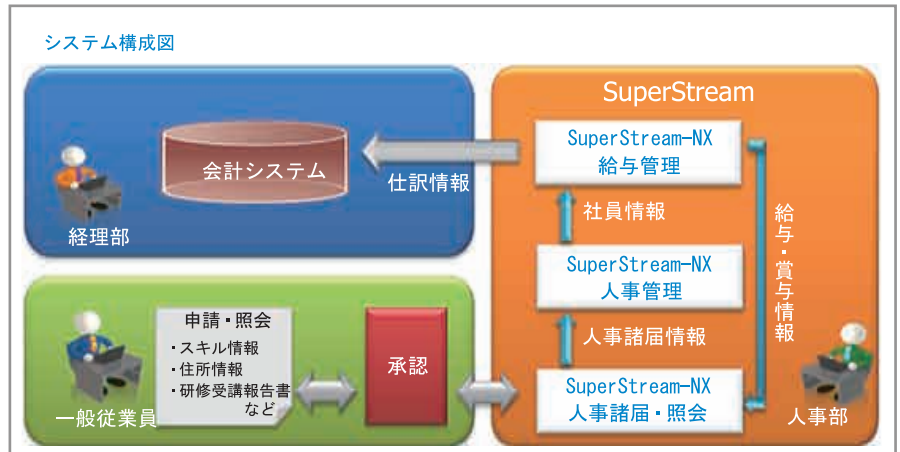 システム構成図
会計システム
経理部
仕訳情報
SuperStream
SuperStream-NX
給与管理
社員情報
SuperStream-NX
人事管理
人事諸届情報
SuperStream-NX
人事諸届・照会
給与・賞与情報
人事部
申請・照会
・スキル情報
・住所情報
・研修受講報告書
など
承認
一般従業員